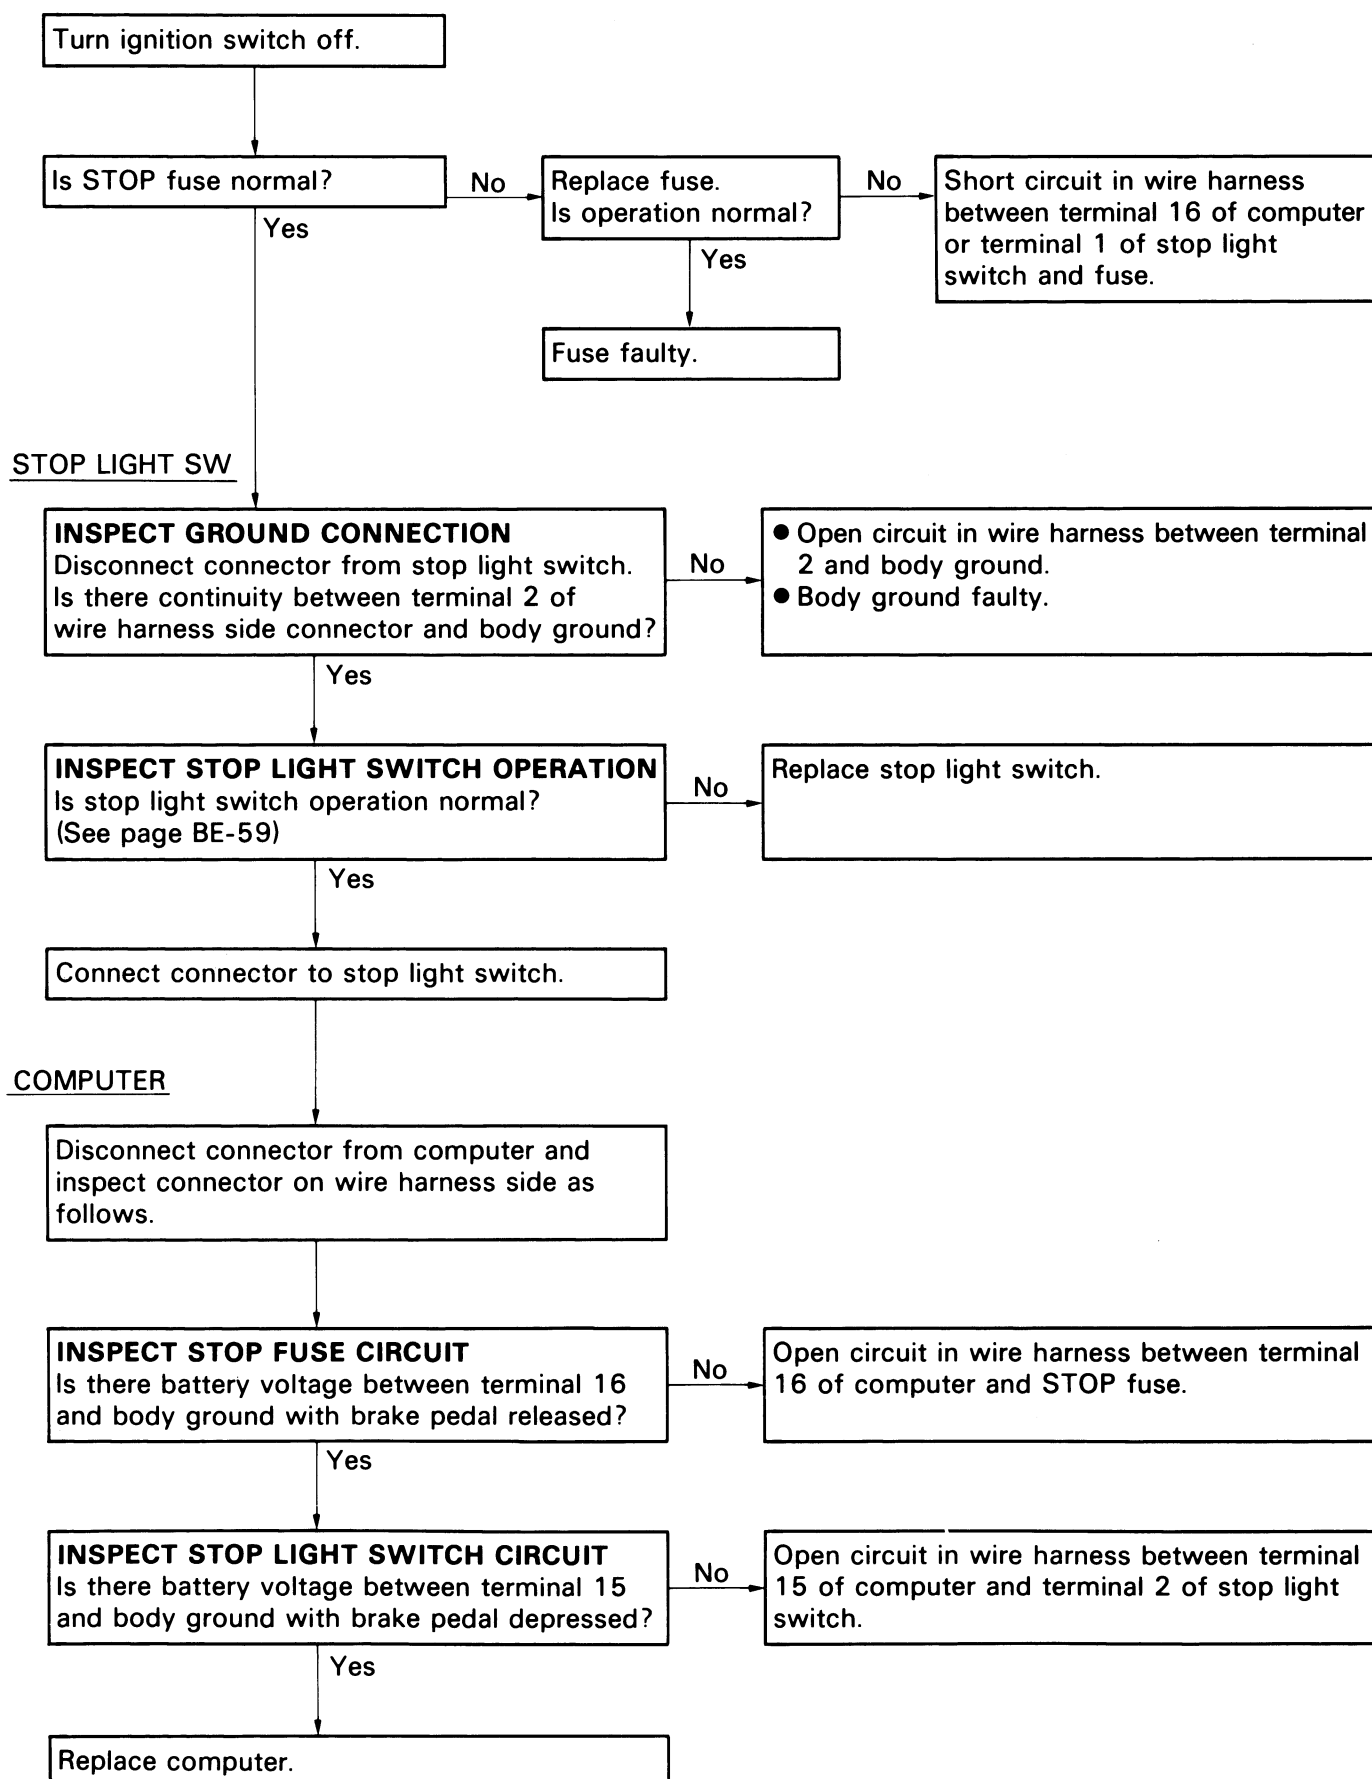 Turn ignition switch off.
Is STOP fuse normal?
No
Replace fuse.
Is operation normal?
No
Short circuit in wire harness
between terminal 16 of computer
or terminal 1 of stop light
switch and fuse.
Yes
Yes
Fuse faulty.
STOP LIGHT SW
INSPECT GROUND CONNECTION
Disconnect connector from stop light switch.
Is there continuity between terminal 2 of
wire harness side connector and body ground?
No
● Open circuit in wire harness between terminal
2 and body ground.
● Body ground faulty.
Yes
INSPECT STOP LIGHT SWITCH OPERATION
Is stop light switch operation normal?
(See page BE-59)
No
Replace stop light switch.
Yes
Connect connector to stop light switch.
COMPUTER
Disconnect connector from computer and
inspect connector on wire harness side as
follows.
INSPECT STOP FUSE CIRCUIT
Is there battery voltage between terminal 16
and body ground with brake pedal released?
No
Open circuit in wire harness between terminal
16 of computer and STOP fuse.
Yes
INSPECT STOP LIGHT SWITCH CIRCUIT
Is there battery voltage between terminal 15
and body ground with brake pedal depressed?
No
Open circuit in wire harness between terminal
15 of computer and terminal 2 of stop light
switch.
Yes
Replace computer.